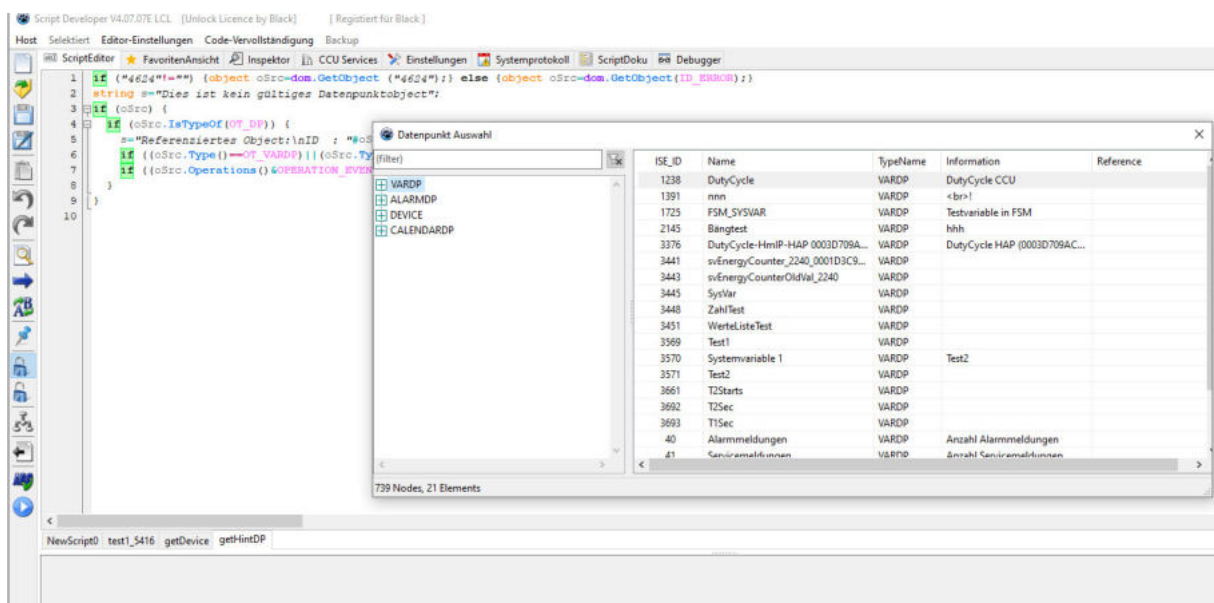 Script Developer V4.07.07E LCL [Unlock Licence by Black] [ Registiert für Black ]
Host Selektiert Editor-Einstellungen Code-Vervollständigung Backup
ScriptEditor FavoritenAnsicht Inspektor CCU Services Einstellungen Systemprotokoll ScriptDoku Debugger
1 if ("4624"!="") {object oSrc=dom.GetObject ("4624");} else {object oSrc=dom.GetObject(ID_ERROR);}
2 string s="Dies ist kein gültiges Datenpunktobject";
3 if (oSrc) {
4 if (oSrc.IsTypeOf(OT_DP)) {
5 s="Referenziertes Object:\nID : "#oS
6 if ((oSrc.Type()==OT_VARDP)||(oSrc.Ty
7 if ((oSrc.Operations()&OPERATION_EVEN
8 }
9 }
10
Datenpunkt Auswahl
(filter)
VARDP
ALARMDP
DEVICE
CALENDARDP
ISE_ID Name TypeName Information Reference
1238 DutyCycle VARDP DutyCycle CCU
1391 nnn VARDP <br>!
1725 FSM_SYSVAR VARDP Testvariable in FSM
2145 Bängtest VARDP hhh
3376 DutyCycle-HmIP-HAP 0003D709A... VARDP DutyCycle HAP (0003D709AC...
3441 svEnergyCounter_2240_0001D3C9... VARDP
3443 svEnergyCounterOldVal_2240 VARDP
3445 SysVar VARDP
3448 ZahlTest VARDP
3451 WerteListeTest VARDP
3569 Test1 VARDP
3570 Systemvariable 1 VARDP Test2
3571 Test2 VARDP
3661 T2Starts VARDP
3692 T2Sec VARDP
3693 T1Sec VARDP
40 Alarmmeldungen VARDP Anzahl Alarmmeldungen
41 Servicemeldungen VARDP Anzahl Servicemeldungen
739 Nodes, 21 Elements
NewScript0 test1_5416 getDevice getHintDP